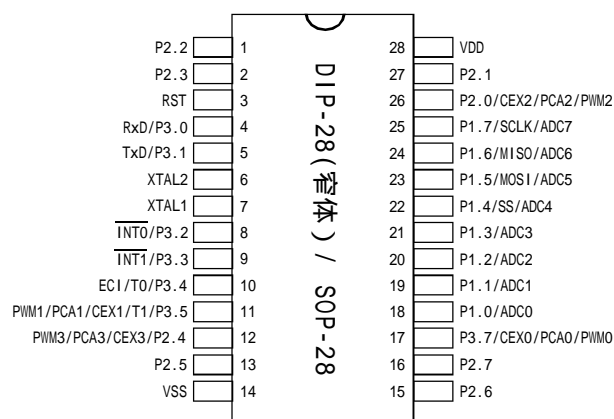 P2.2 1 28 VDD
P2.3 2 27 P2.1
RST 3 26 P2.0/CEX2/PCA2/PWM2
RxD/P3.0 4 25 P1.7/SCLK/ADC7
TxD/P3.1 5 24 P1.6/MISO/ADC6
XTAL2 6 23 P1.5/MOSI/ADC5
XTAL1 7 22 P1.4/SS/ADC4
INT0/P3.2 8 21 P1.3/ADC3
INT1/P3.3 9 20 P1.2/ADC2
ECI/T0/P3.4 10 19 P1.1/ADC1
PWM1/PCA1/CEX1/T1/P3.5 11 18 P1.0/ADC0
PWM3/PCA3/CEX3/P2.4 12 17 P3.7/CEX0/PCA0/PWM0
P2.5 13 16 P2.7
VSS 14 15 P2.6
DIP-28(窄体) / SOP-28